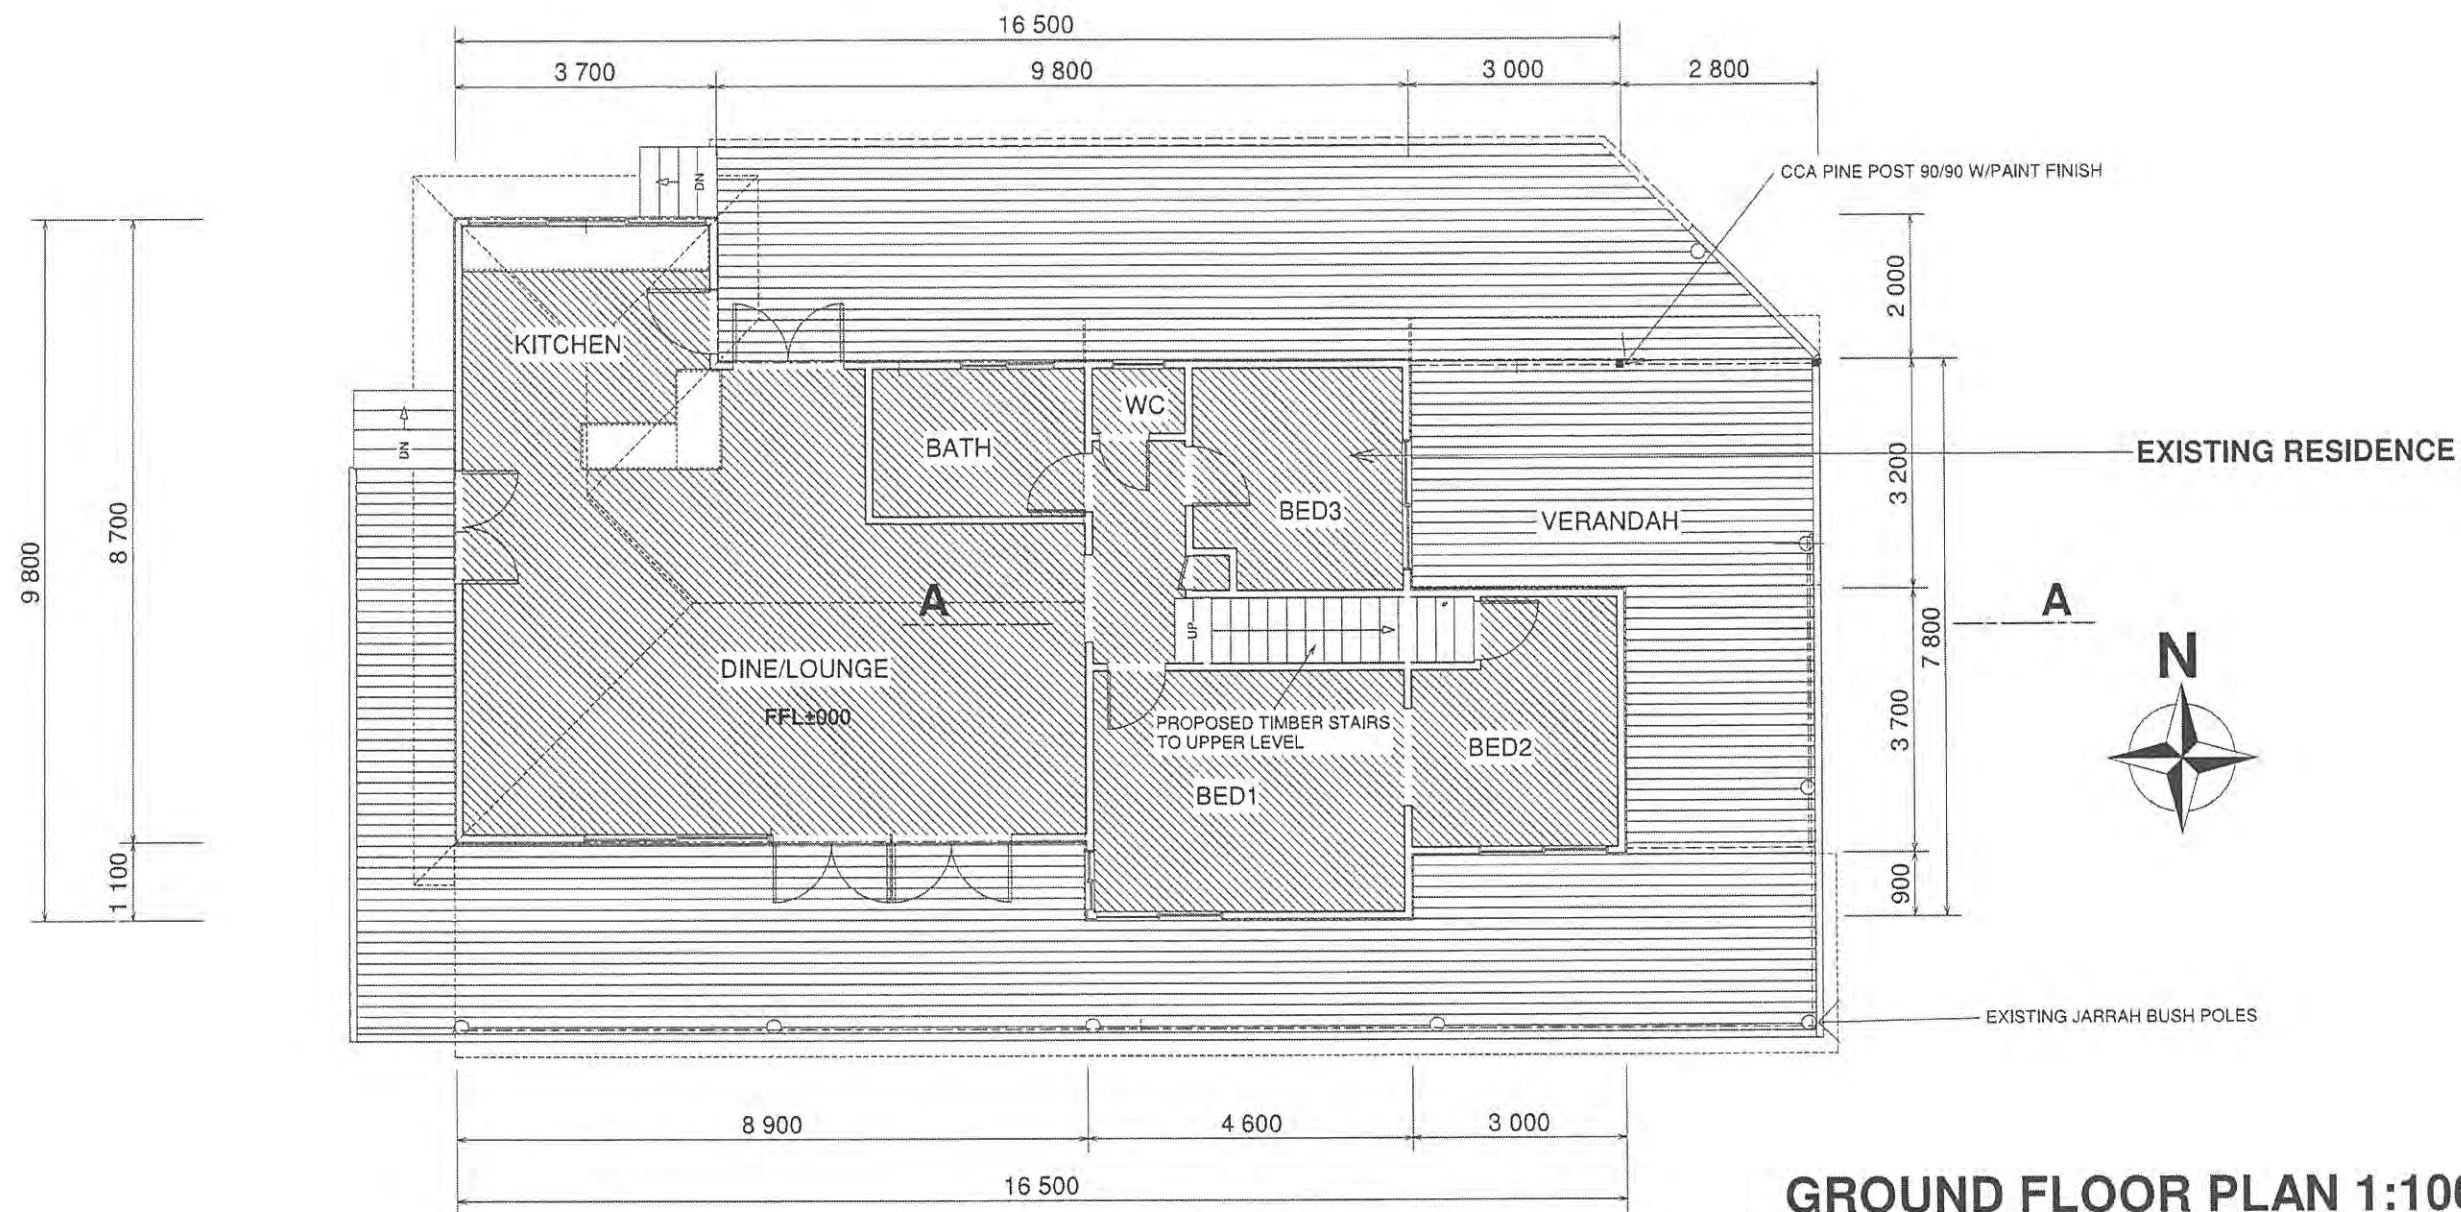 16 500
3 700
9 800
3 000
2 800
CCA PINE POST 90/90 W/PAINT FINISH
DN
2 000
KITCHEN
WC
BATH
DN
EXISTING RESIDENCE
3 200
BED3
VERANDAH
8 700
9 800
A
A
UP
7 800
N
DINE/LOUNGE
FFL±000
PROPOSED TIMBER STAIRS
TO UPPER LEVEL
3 700
BED2
BED1
1 100
900
EXISTING JARRAH BUSH POLES
8 900
4 600
3 000
16 500
GROUND FLOOR PLAN